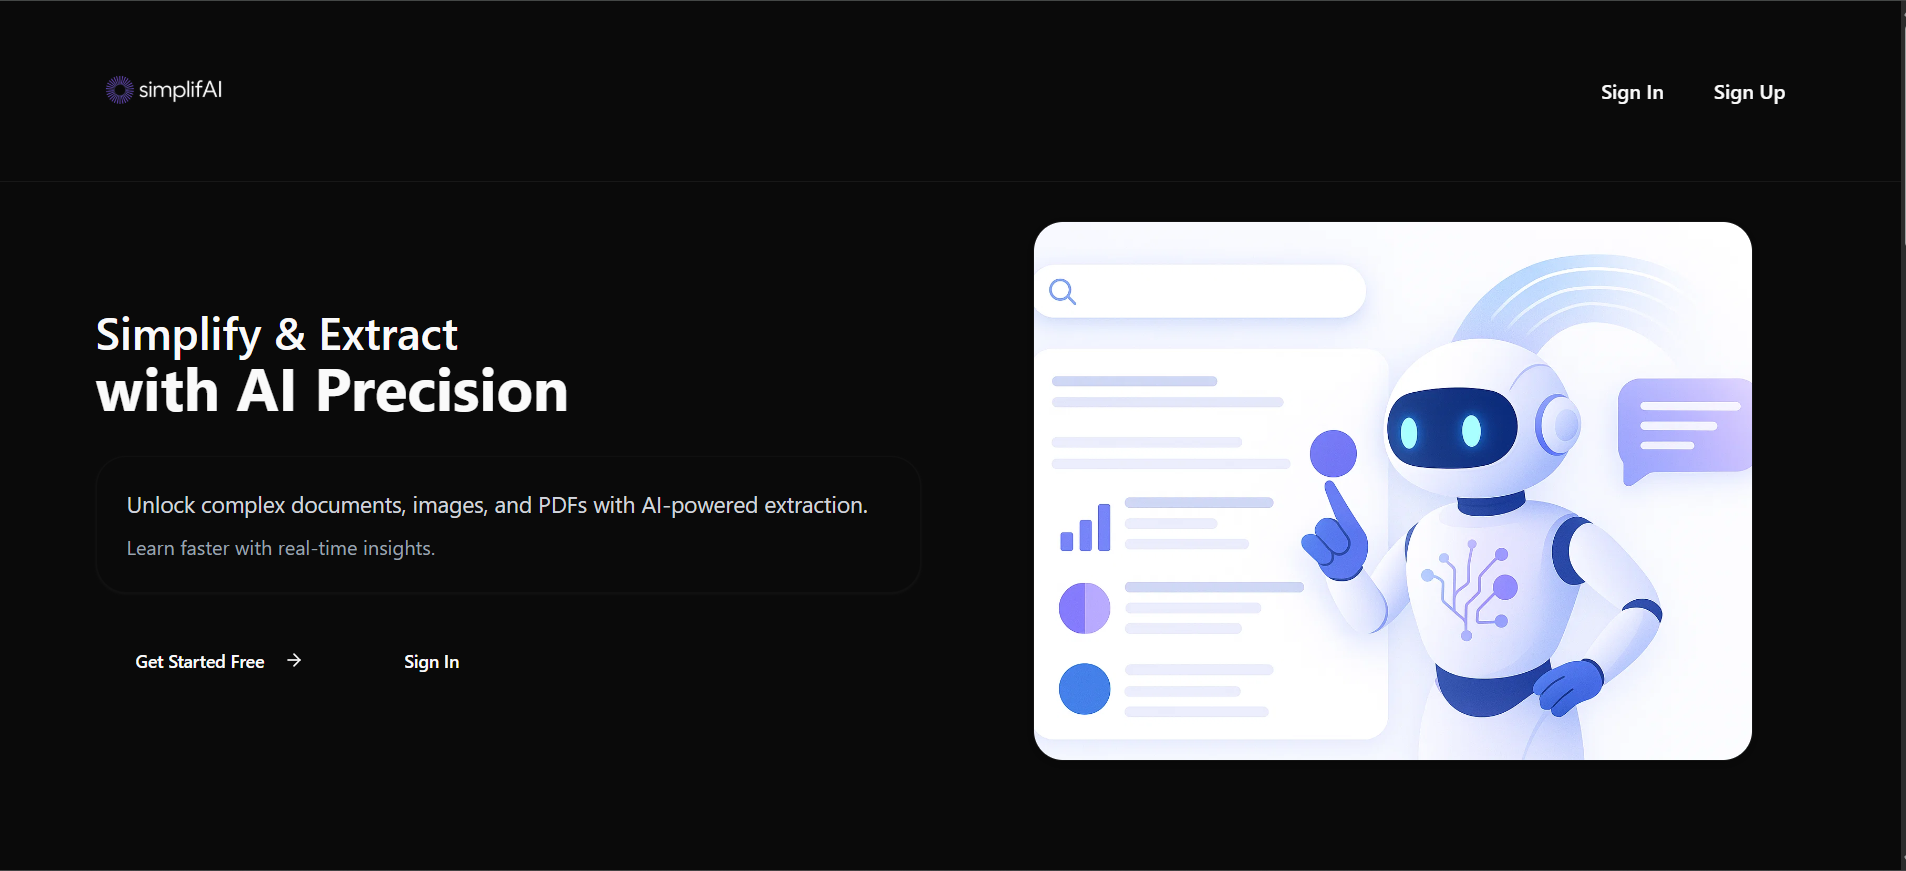 simplifAI
Sign In
Sign Up
Simplify & Extract
with AI Precision
Unlock complex documents, images, and PDFs with AI-powered extraction.
Learn faster with real-time insights.
Get Started Free →
Sign In